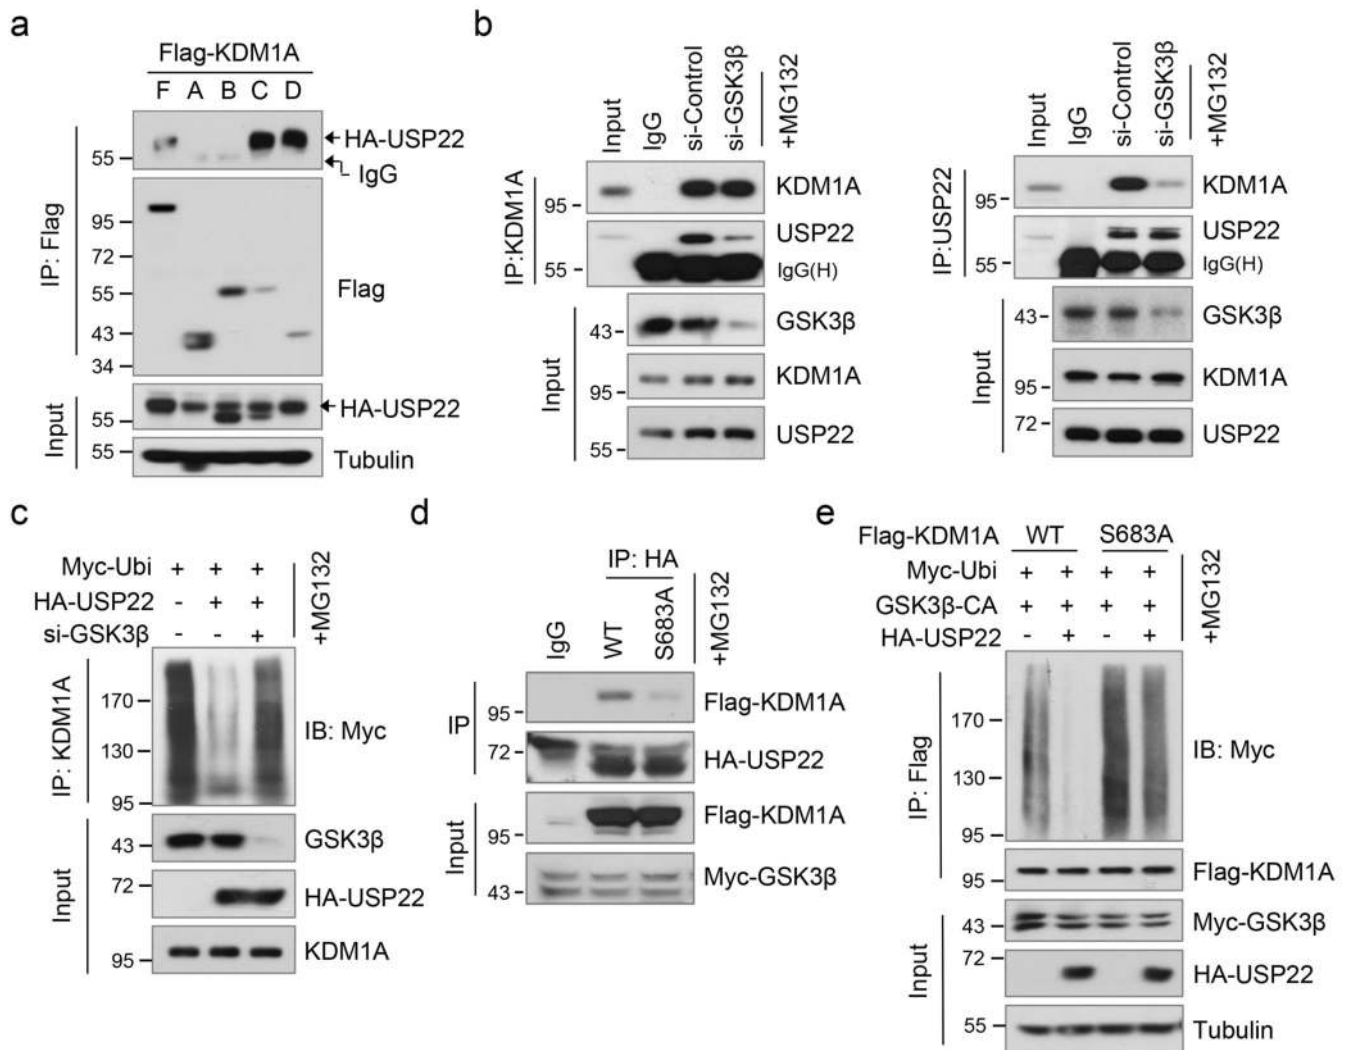 a
Flag-KDM1A
F A B C D
IP: Flag
HA-USP22
IgG
55
95
72
55
43
34
Flag
Input
55
HA-USP22
55
Tubulin
b
Input
IgG
si-Control
si-GSK3β
+MG132
IP:KDM1A
95
KDM1A
USP22
55
IgG(H)
Input
43
GSK3β
95
KDM1A
55
USP22
Input
IgG
si-Control
si-GSK3β
+MG132
IP:USP22
95
KDM1A
USP22
55
IgG(H)
Input
43
GSK3β
95
KDM1A
72
USP22
c
Myc-Ubi + + +
HA-USP22 - + +
si-GSK3β - - +
+MG132
IP: KDM1A
170
130
95
IB: Myc
Input
43
GSK3β
72
HA-USP22
95
KDM1A
d
IP: HA
IgG
WT
S683A
+MG132
IP
95
Flag-KDM1A
72
HA-USP22
Input
95
Flag-KDM1A
43
Myc-GSK3β
e
Flag-KDM1A WT S683A
Myc-Ubi + + + +
GSK3β-CA + + + +
HA-USP22 - + - +
+MG132
IP: Flag
170
130
95
IB: Myc
95
Flag-KDM1A
Input
43
Myc-GSK3β
72
HA-USP22
55
Tubulin